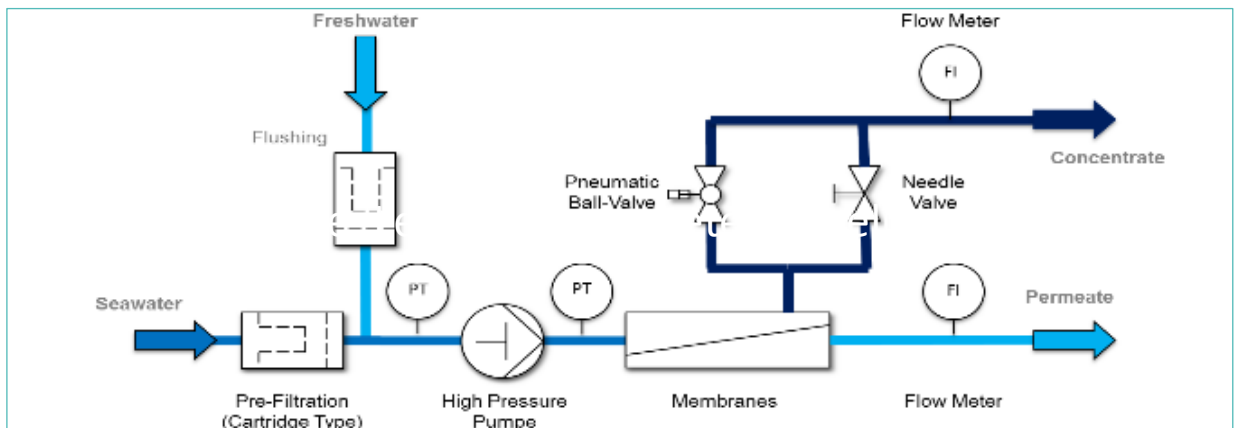 Freshwater
Flow Meter
FI
Flushing
Concentrate
Pneumatic
Ball-Valve
Needle
Valve
Seawater
PT
PT
FI
Permeate
Pre-Filtration
(Cartridge Type)
High Pressure
Pumpe
Membranes
Flow Meter